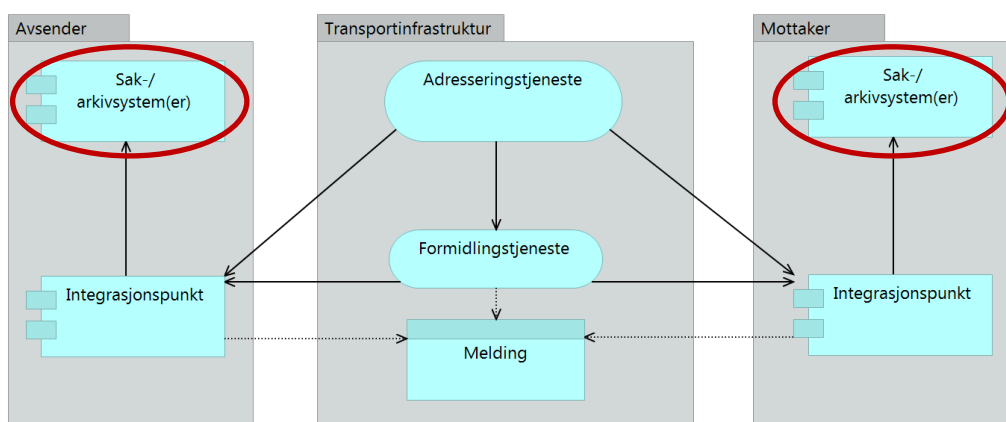 Avsender
Transportinfrastruktur
Mottaker
Sak-/
arkivsystem(er)
Adresseringstjeneste
Sak-/
arkivsystem(er)
Formidlingstjeneste
Integrasjonspunkt
Integrasjonspunkt
Melding